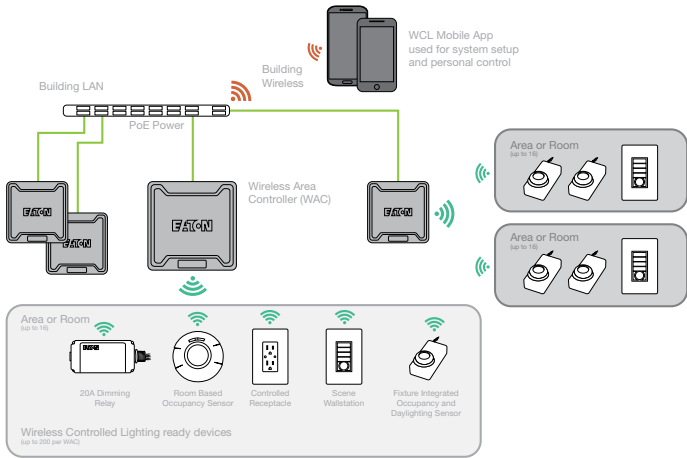 WCL Mobile App
used for system setup
and personal control
Building
Wireless
Building LAN
PoE Power
Wireless Area
Controller (WAC)
EATON
EATON
EATON
EATON
Area or Room
(up to 16)
Area or Room
(up to 16)
Area or Room
(up to 16)
EATON
20A Dimming
Relay
Room Based
Occupancy Sensor
Controlled
Receptacle
Scene
Wallstation
Fixture Integrated
Occupancy and
Daylighting Sensor
Wireless Controlled Lighting ready devices
(up to 200 per WAC)